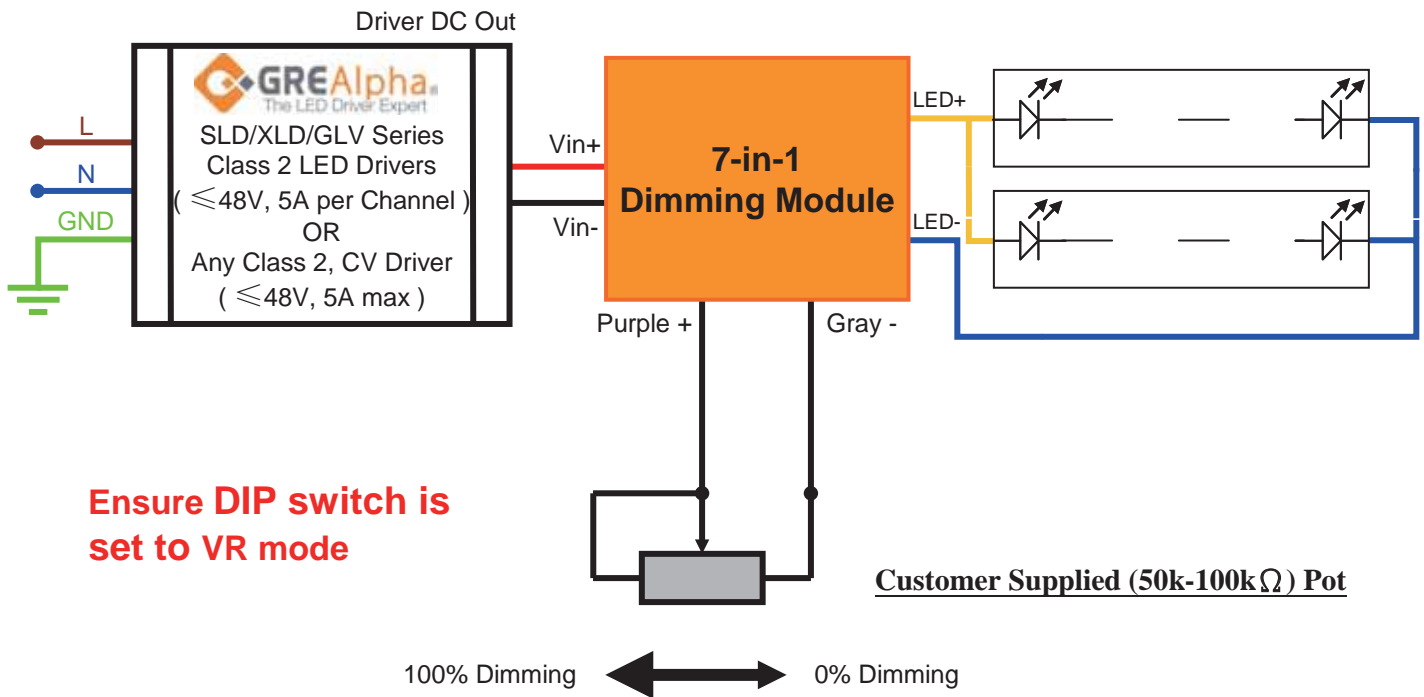 Driver DC Out
GREAlpha®
The LED Driver Expert
SLD/XLD/GLV Series
Class 2 LED Drivers
( ≤48V, 5A per Channel )
OR
Any Class 2, CV Driver
( ≤48V, 5A max )
L
N
GND
Vin+
Vin-
7-in-1
Dimming Module
LED+
LED-
Purple +
Gray -
Ensure DIP switch is
set to VR mode
Customer Supplied (50k-100kΩ) Pot
100% Dimming
0% Dimming